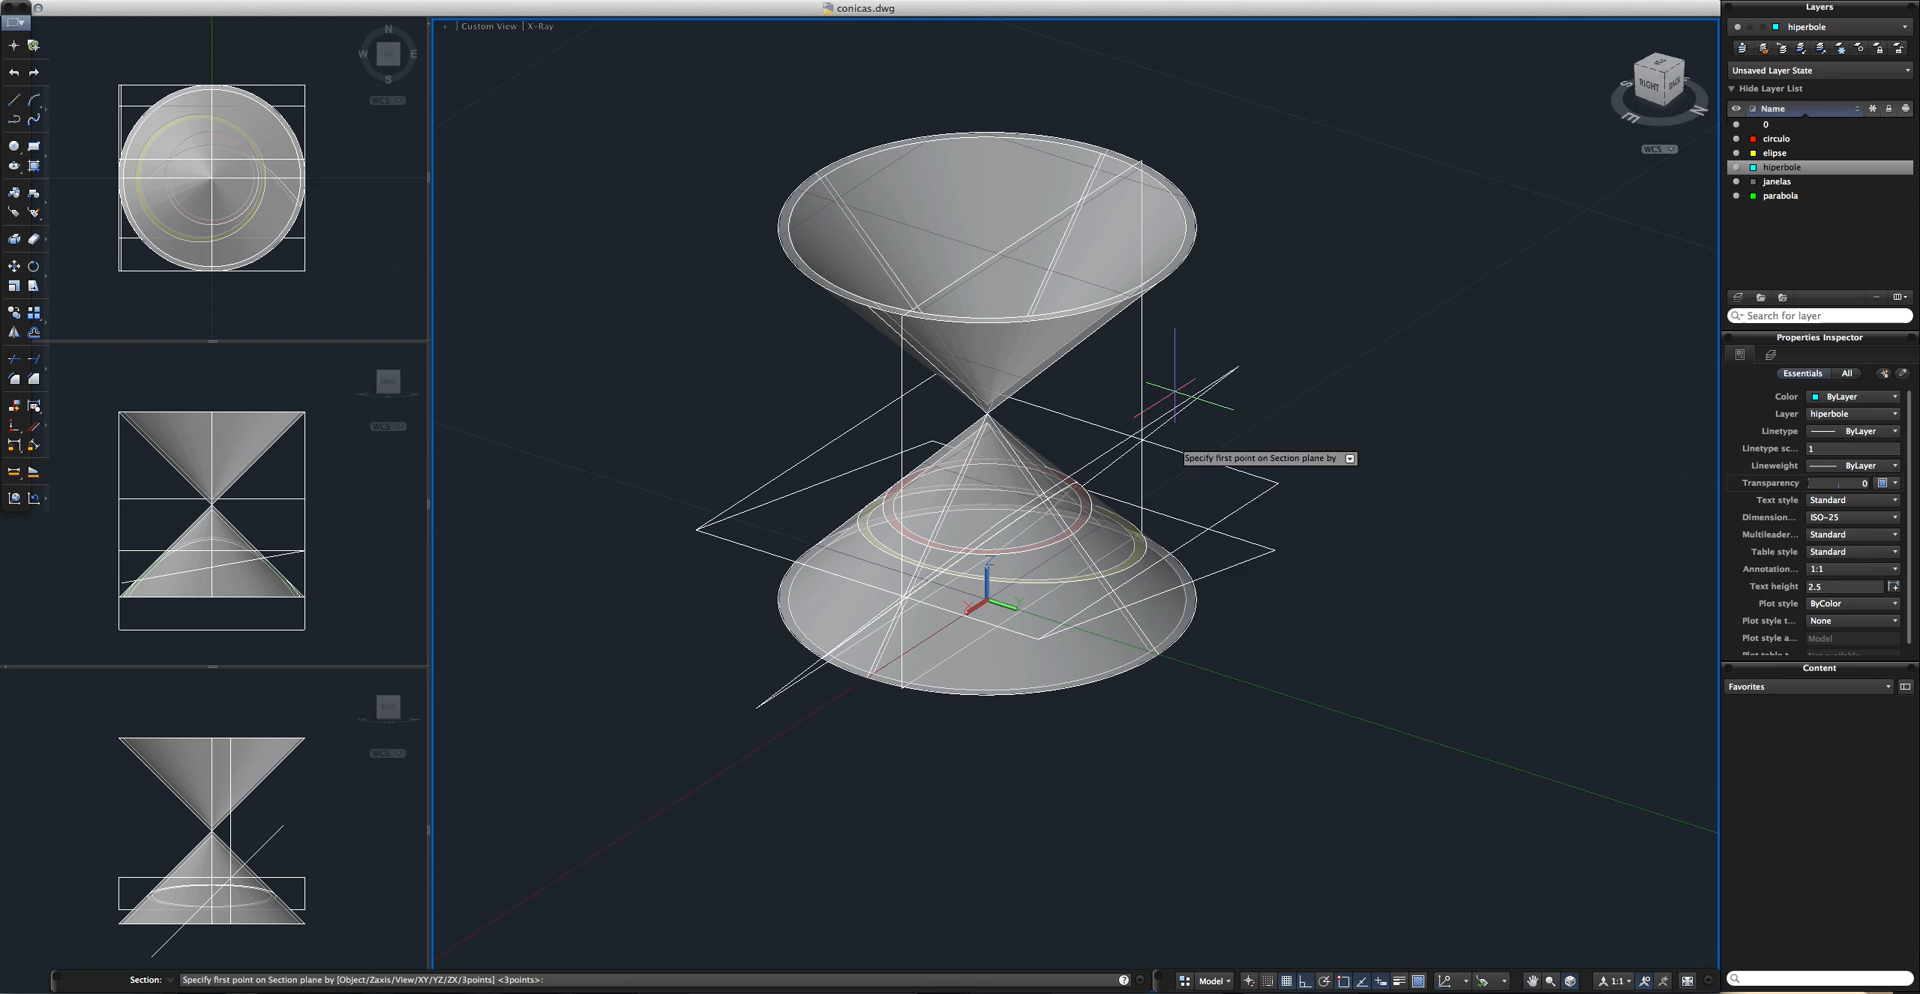 conicas.dwg
Custom View
X-Ray
N
W
E
S
WCS
WCS
WCS
RIGHT
BACK
S
E
N
WCS
Specify first point on Section plane by
X
Y
Z
Layers
hiperbole
Unsaved Layer State
Hide Layer List
Name
0
circulo
elipse
hiperbole
janelas
parabola
Search for layer
Properties Inspector
Essentials
All
Color ByLayer
Layer hiperbole
Linetype ByLayer
Linetype sc... 1
Lineweight ByLayer
Transparency 0
Text style Standard
Dimension... ISO-25
Multileader... Standard
Table style Standard
Annotation... 1:1
Text height 2.5
Plot style ByColor
Plot style t... None
Plot style a... Model
Content
Favorites
Section: Specify first point on Section plane by [Object/Zaxis/View/XY/YZ/ZX/3points] <3points>:
Model
1:1